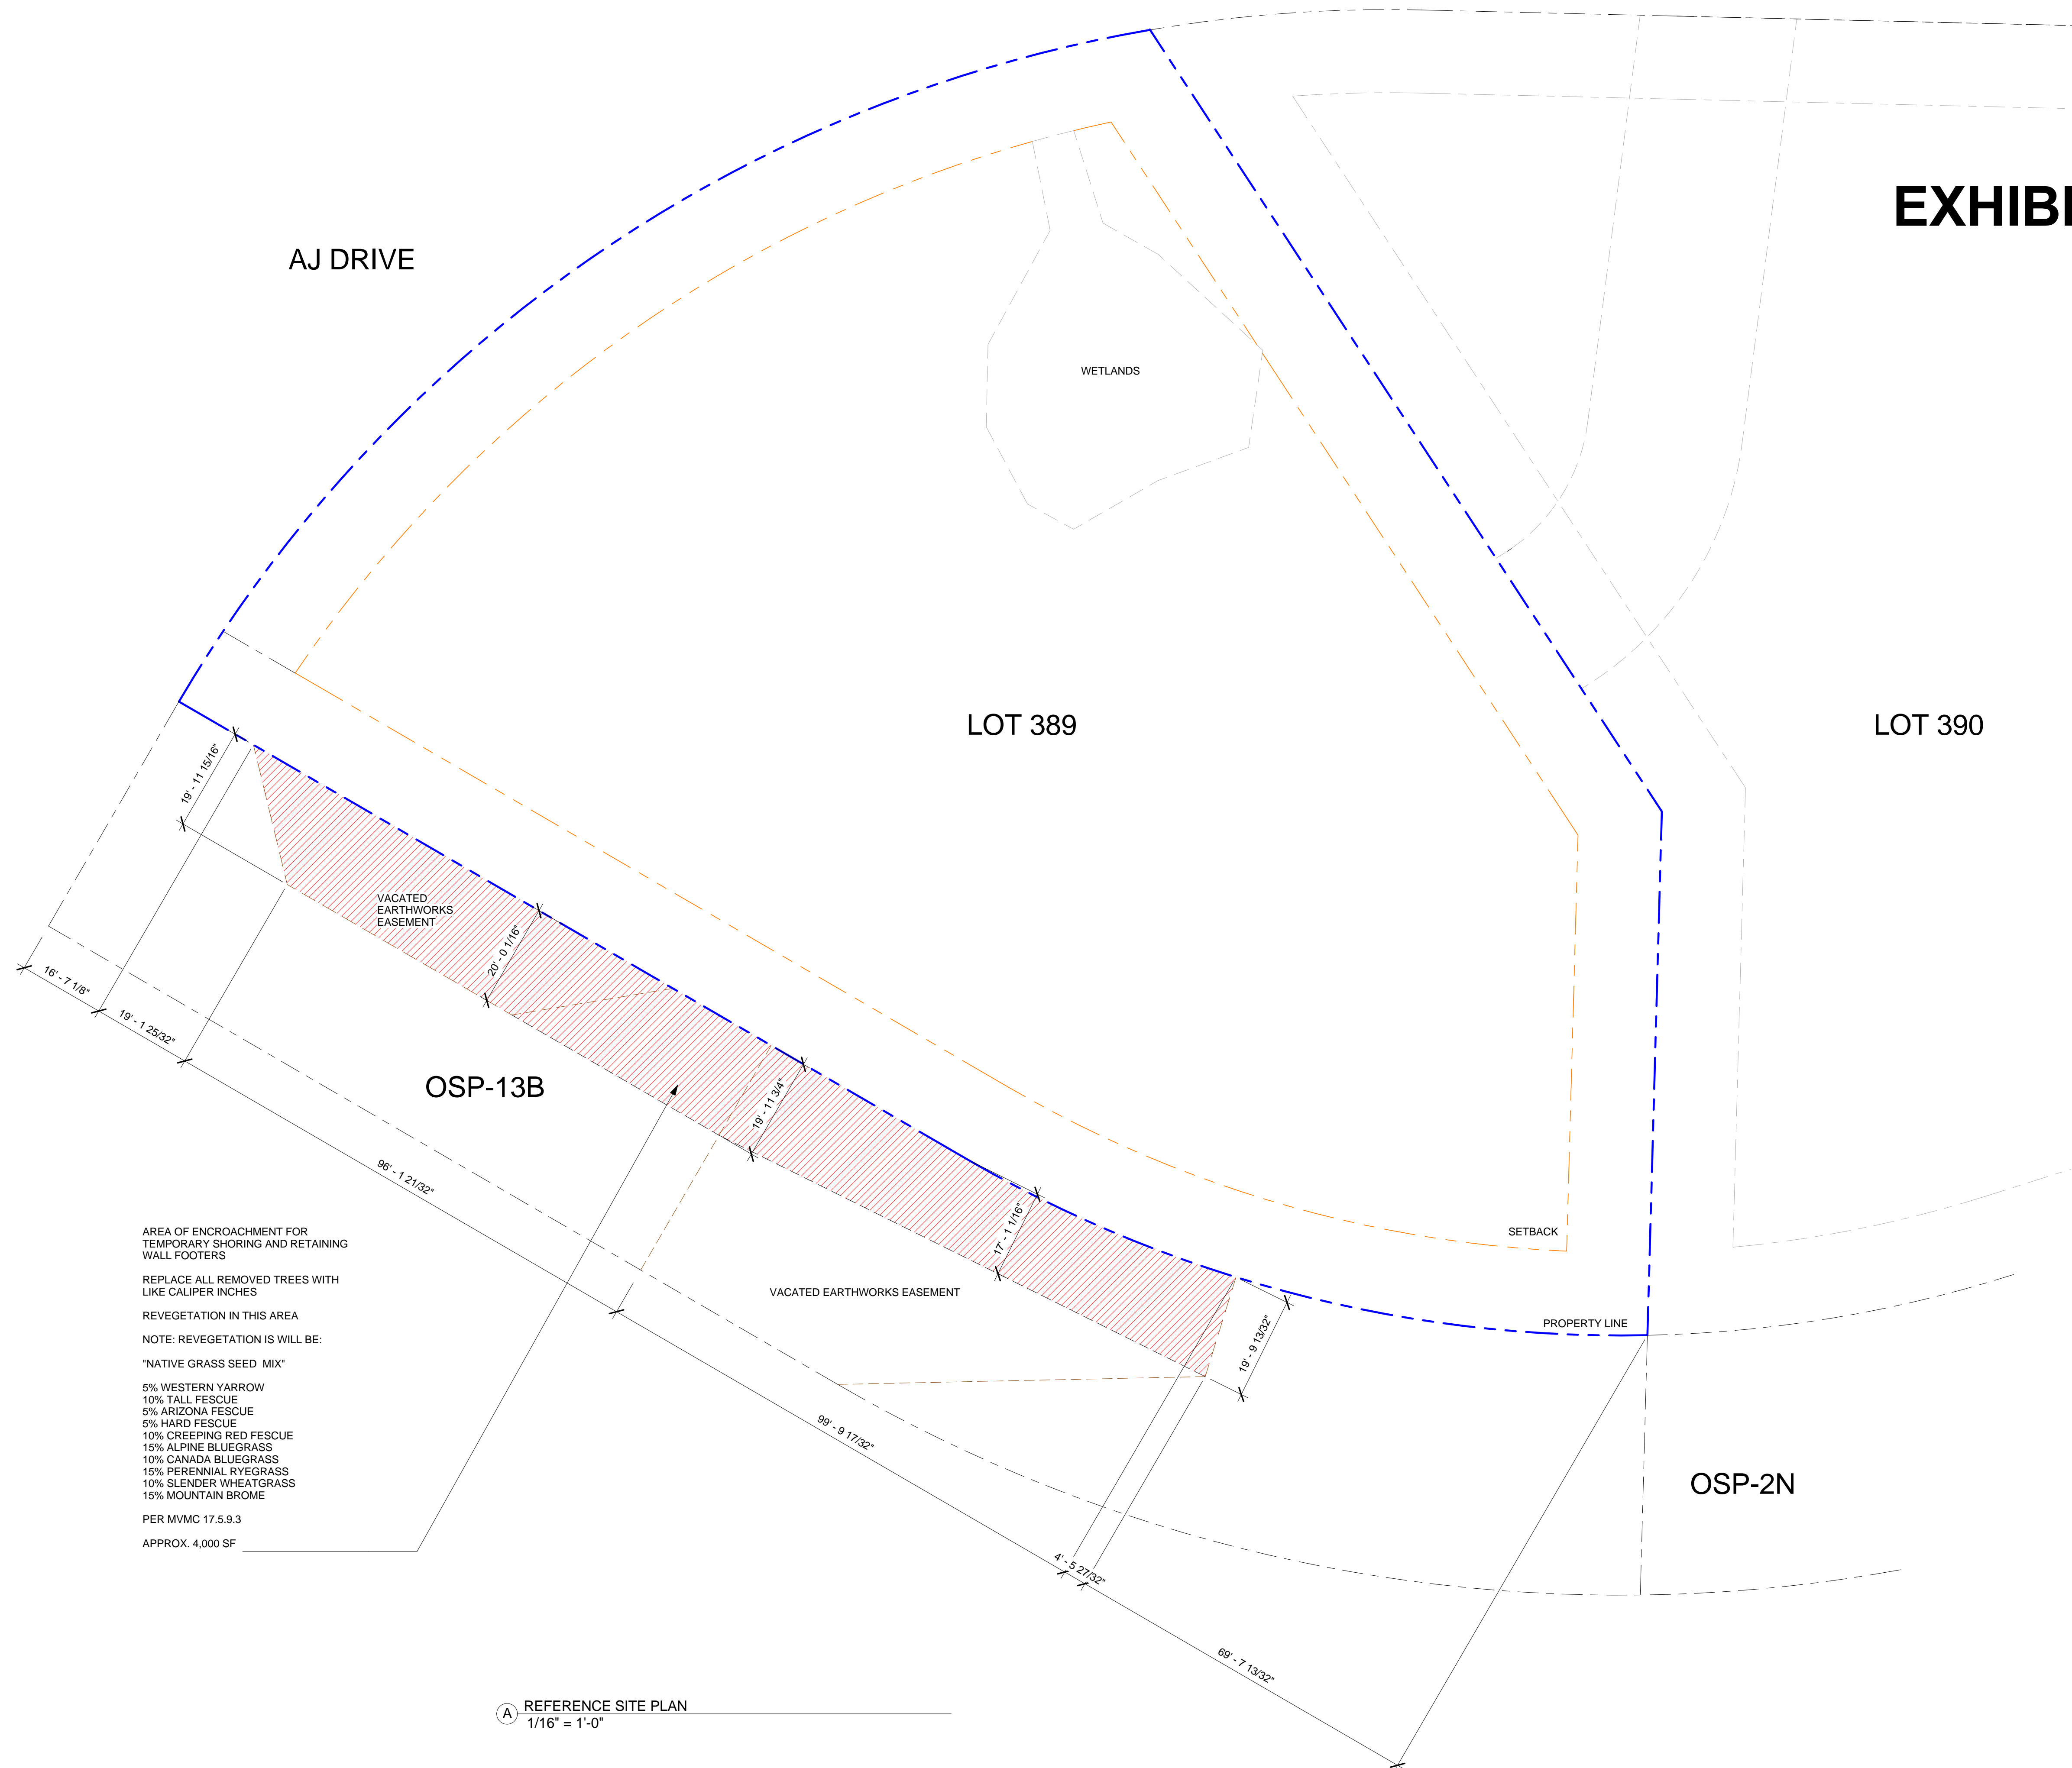 EXHIBI
AJ DRIVE
WETLANDS
LOT 389
LOT 390
19' - 11 15/16"
VACATED
EARTHWORKS
EASEMENT
20' - 0 1/16"
16' - 7 1/8"
19' - 1 25/32"
OSP-13B
19' - 11 3/4"
96' - 1 21/32"
17' - 1 1/16"
SETBACK
VACATED EARTHWORKS EASEMENT
PROPERTY LINE
19' - 9 13/32"
AREA OF ENCROACHMENT FOR
TEMPORARY SHORING AND RETAINING
WALL FOOTERS
REPLACE ALL REMOVED TREES WITH
LIKE CALIPER INCHES
REVEGETATION IN THIS AREA
NOTE: REVEGETATION IS WILL BE:
"NATIVE GRASS SEED  MIX"
5% WESTERN YARROW
10% TALL FESCUE
5% ARIZONA FESCUE
5% HARD FESCUE
10% CREEPING RED FESCUE
15% ALPINE BLUEGRASS
10% CANADA BLUEGRASS
15% PERENNIAL RYEGRASS
10% SLENDER WHEATGRASS
15% MOUNTAIN BROME
PER MVMC 17.5.9.3
APPROX. 4,000 SF
99' - 9 17/32"
OSP-2N
4' - 5 27/32"
69' - 7 13/32"
A
REFERENCE SITE PLAN
1/16" = 1'-0"